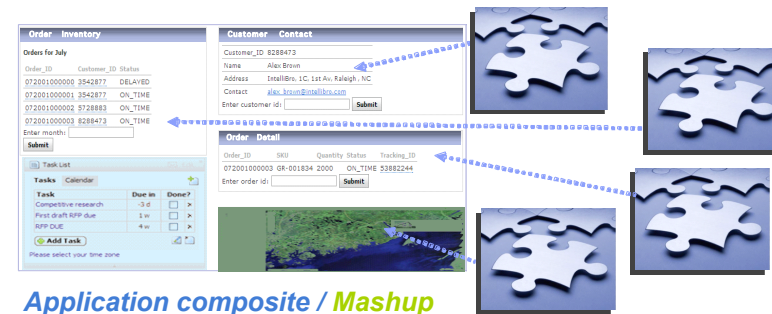 Order Inventory
Orders for July
Order_ID Customer_ID Status
072001000000 3542877 DELAYED
072001000001 3542877 ON_TIME
072001000002 5728883 ON_TIME
072001000003 8288473 ON_TIME
Enter month:
Submit
Task List
Tasks Calendar
Task Due in Done?
Competitive research -3 d
First draft RFP due 1 w
RFP DUE 4 w
Add Task
Please select your time zone
Customer Contact
Customer_ID 8288473
Name Alex Brown
Address IntelliBro, 1C, 1st Av, Raleigh , NC
Contact alex_brown@intellibro.com
Enter customer id: Submit
Order Detail
Order_ID SKU Quantity Status Tracking_ID
072001000003 GR-001834 2000 ON_TIME 53882244
Enter order id: Submit
Application composite / Mashup